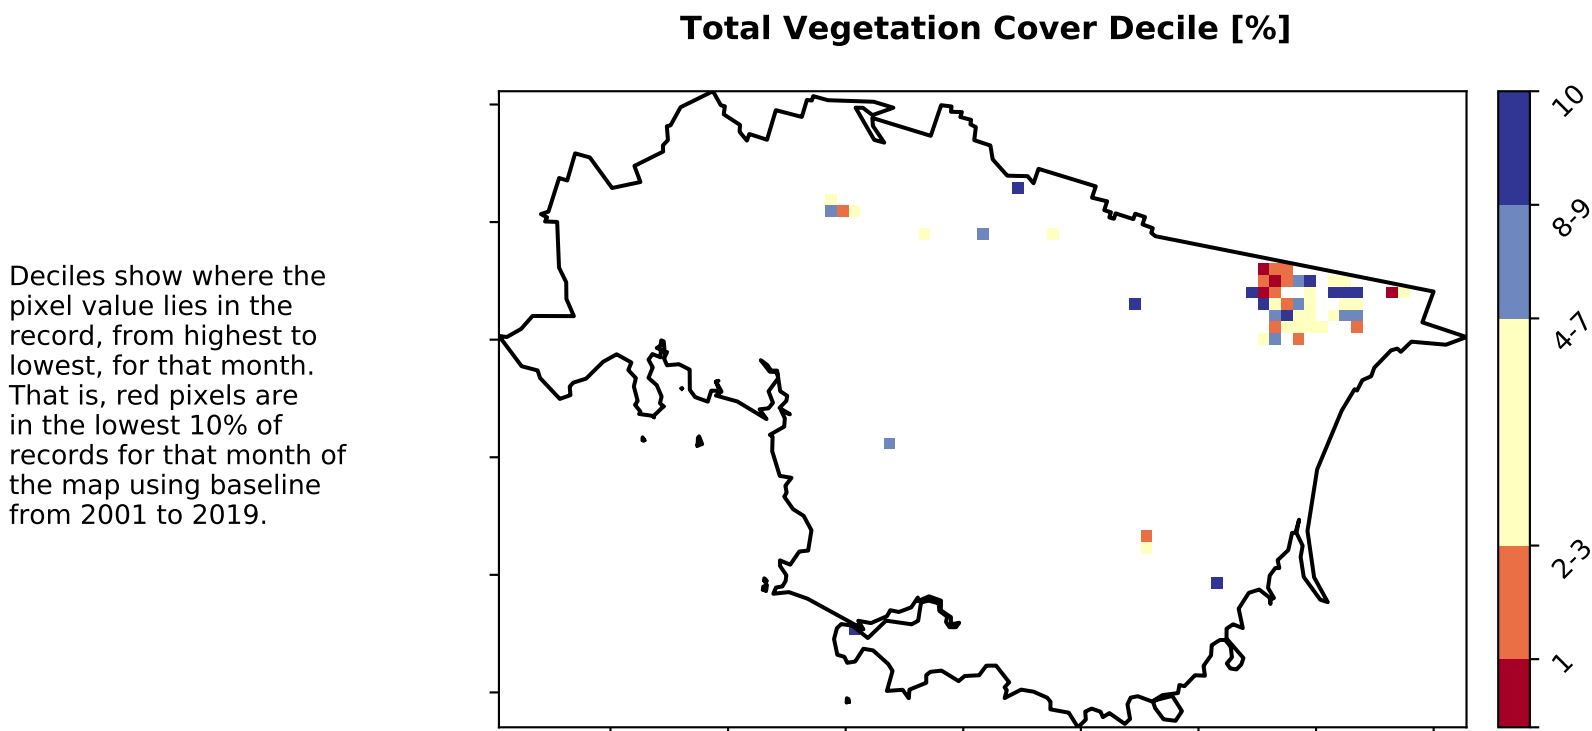 Total Vegetation Cover Decile [%]
Deciles show where the
pixel value lies in the
record, from highest to
lowest, for that month.
That is, red pixels are
in the lowest 10% of
records for that month of
the map using baseline
from 2001 to 2019.
10
8-9
4-7
2-3
1